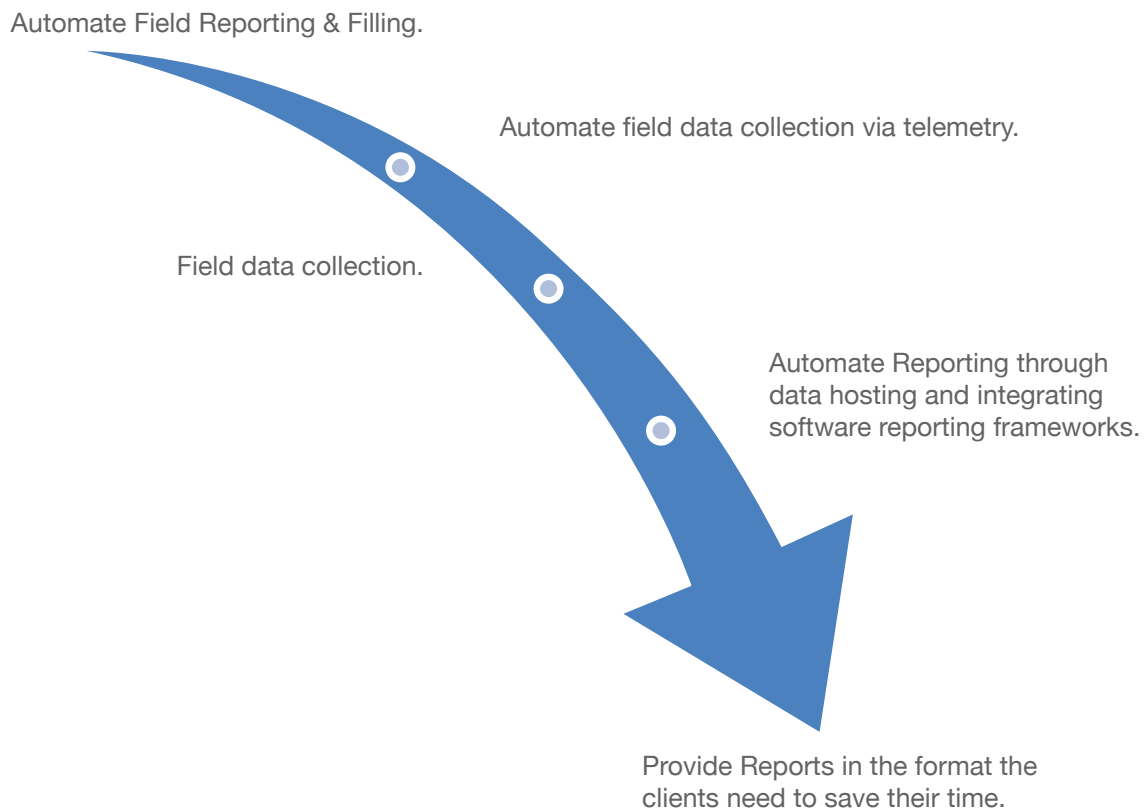 Automate Field Reporting & Filling.
Automate field data collection via telemetry.
Field data collection.
Automate Reporting through
data hosting and integrating
software reporting frameworks.
Provide Reports in the format the
clients need to save their time.